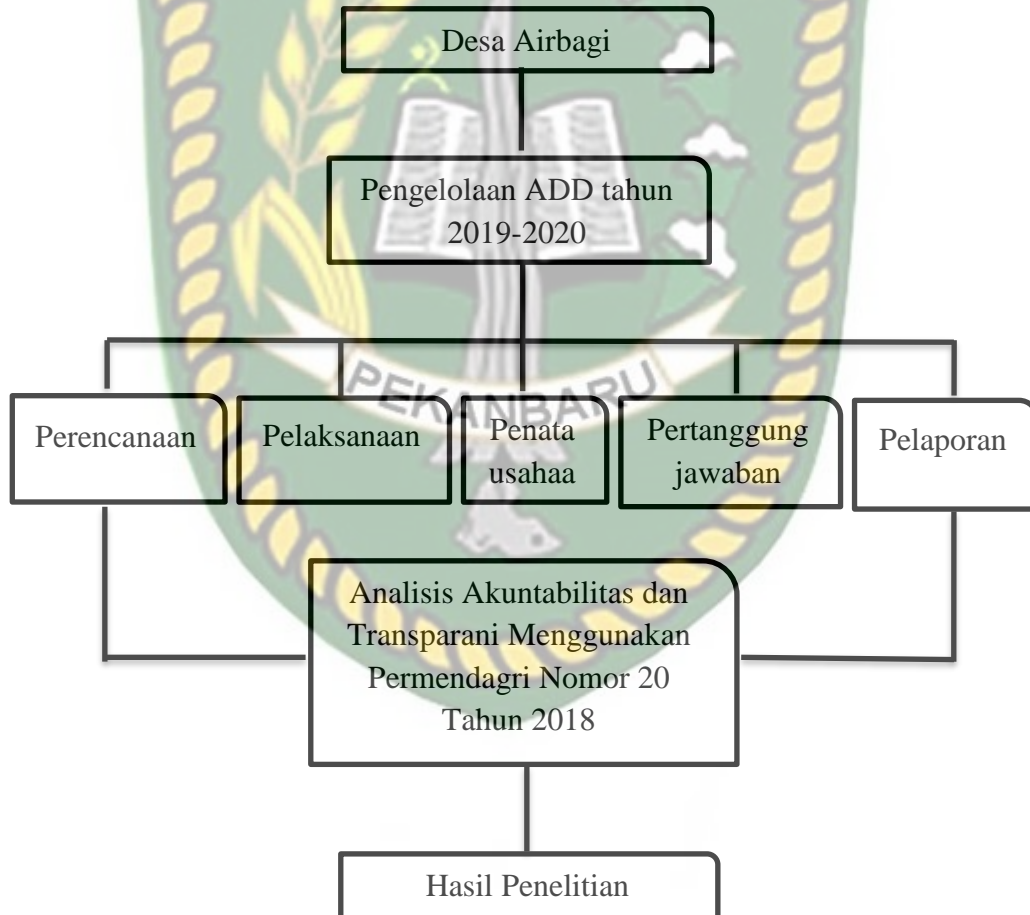 Desa Airbagi
Pengelolaan ADD tahun
2019-2020
PEKANBARU
Perencanaan
Pelaksanaan
Penata
usahaa
Pertanggung
jawaban
Pelaporan
Analisis Akuntabilitas dan
Transparani Menggunakan
Permendagri Nomor 20
Tahun 2018
Hasil Penelitian